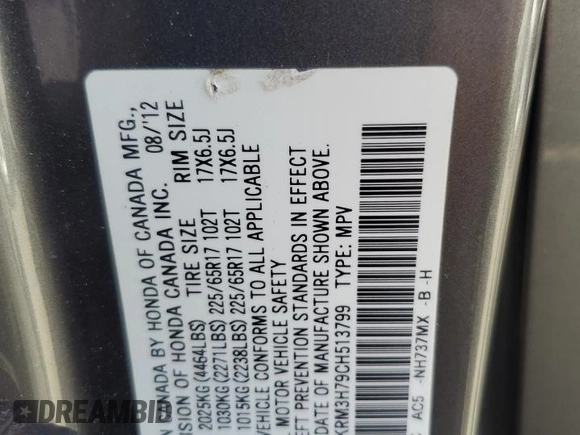 DREAMBID
ADA BY HONDA OF CANADA MFG.,
SION OF HONDA CANADA INC. 08/12
TIRE SIZE RIM SIZE
2025KG (4464LBS)
1030KG (2271LBS) 225/65R17 102T 17X6.5J
1015KG (2238LBS) 225/65R17 102T 17X6.5J
VEHICLE CONFORMS TO ALL APPLICABLE
MOTOR VEHICLE SAFETY
THEFT PREVENTION STANDARDS IN EFFECT
DATE OF MANUFACTURE SHOWN ABOVE.
KRM3H79CH513799 TYPE: MPV
AC5 -NH737MX -B -H